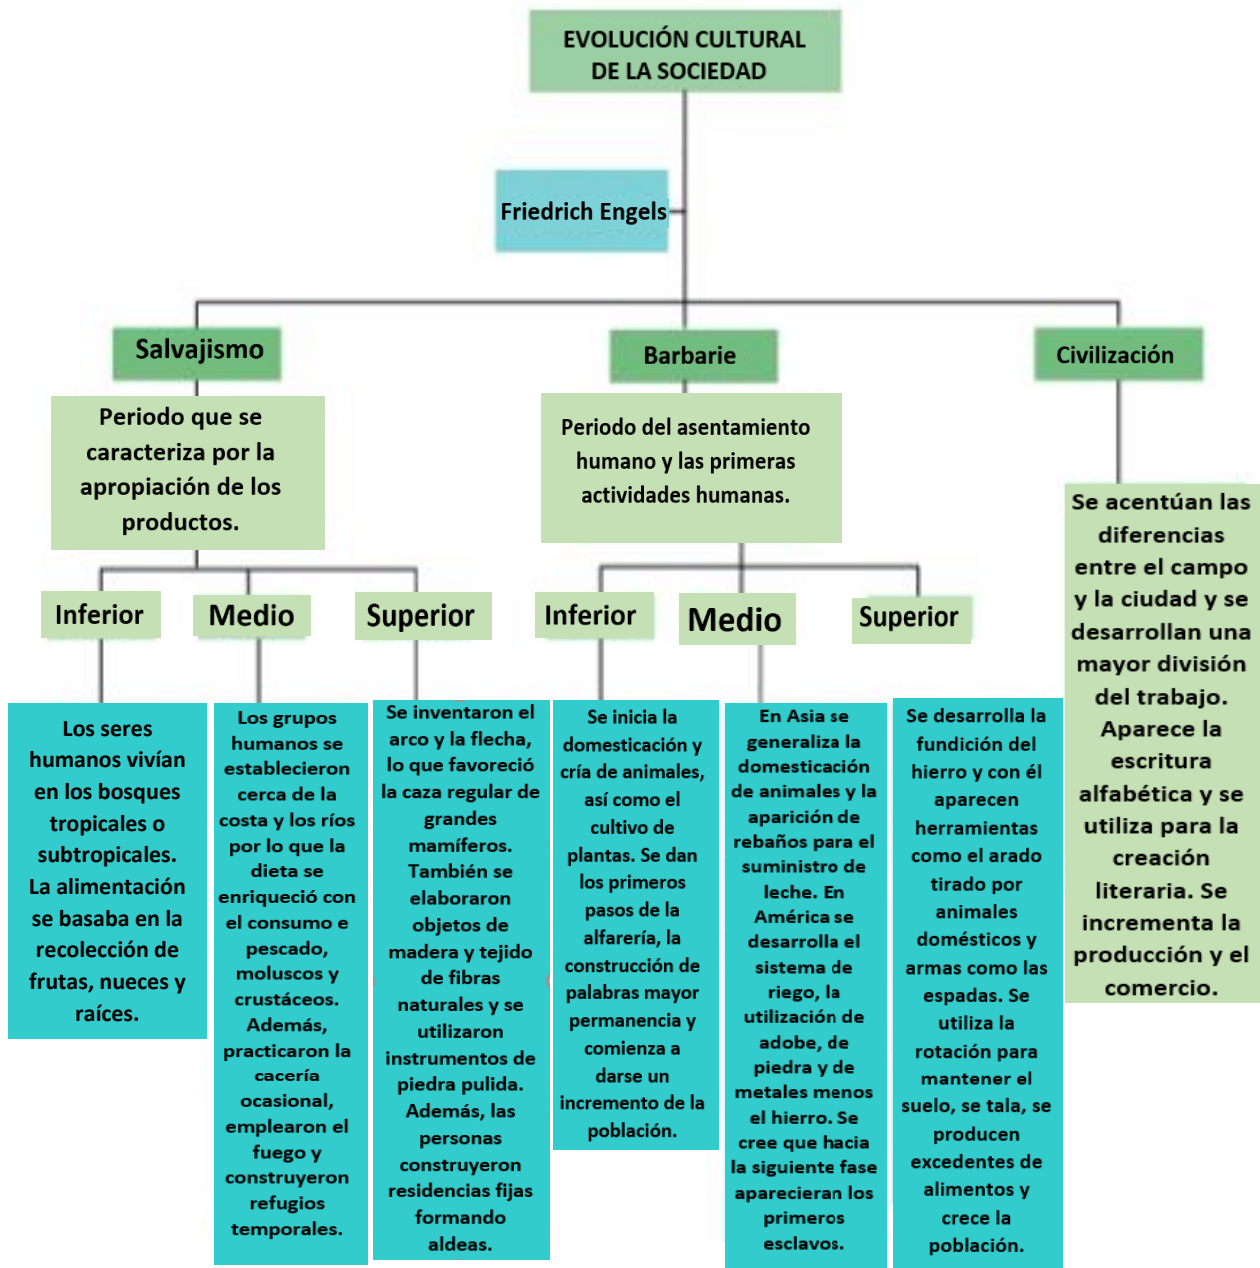 EVOLUCIÓN CULTURAL
DE LA SOCIEDAD
Friedrich Engels
Salvajismo
Barbarie
Civilización
Periodo que se
caracteriza por la
apropiación de los
productos.
Periodo del asentamiento
humano y las primeras
actividades humanas.
Se acentúan las
diferencias
entre el campo
y la ciudad y se
desarrollan una
mayor división
del trabajo.
Aparece la
escritura
alfabética y se
utiliza para la
creación
literaria. Se
incrementa la
producción y el
comercio.
Inferior
Medio
Superior
Inferior
Medio
Superior
Los seres
humanos vivían
en los bosques
tropicales o
subtropicales.
La alimentación
se basaba en la
recolección de
frutas, nueces y
raíces.
Los grupos
humanos se
establecieron
cerca de la
costa y los ríos
por lo que la
dieta se
enriqueció con
el consumo e
pescado,
moluscos y
crustáceos.
Además,
practicaron la
cacería
ocasional,
emplearon el
fuego y
construyeron
refugios
temporales.
Se inventaron el
arco y la flecha,
lo que favoreció
la caza regular de
grandes
mamíferos.
También se
elaboraron
objetos de
madera y tejido
de fibras
naturales y se
utilizaron
instrumentos de
piedra pulida.
Además, las
personas
construyeron
residencias fijas
formando
aldeas.
Se inicia la
domesticación y
cría de animales,
así como el
cultivo de
plantas. Se dan
los primeros
pasos de la
alfarería, la
construcción de
palabras mayor
permanencia y
comienza a
darse un
incremento de la
población.
En Asia se
generaliza la
domesticación
de animales y la
aparición de
rebaños para el
suministro de
leche. En
América se
desarrolla el
sistema de
riego, la
utilización de
adobe, de
piedra y de
metales menos
el hierro. Se
cree que hacia
la siguiente fase
aparecieran los
primeros
esclavos.
Se desarrolla la
fundición del
hierro y con él
aparecen
herramientas
como el arado
tirado por
animales
domésticos y
armas como las
espadas. Se
utiliza la
rotación para
mantener el
suelo, se tala, se
producen
excedentes de
alimentos y
crece la
población.